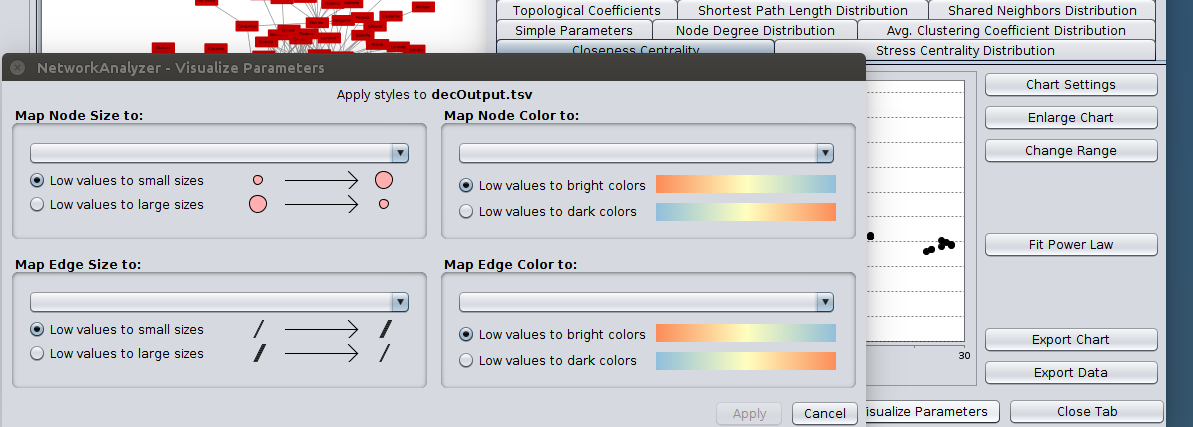 Topological Coefficients
Shortest Path Length Distribution
Shared Neighbors Distribution
Simple Parameters
Node Degree Distribution
Avg. Clustering Coefficient Distribution
Closeness Centrality
Stress Centrality Distribution
NetworkAnalyzer - Visualize Parameters
Apply styles to decOutput.tsv
Map Node Size to:
Low values to small sizes
Low values to large sizes
Map Node Color to:
Low values to bright colors
Low values to dark colors
Map Edge Size to:
Low values to small sizes
Low values to large sizes
Map Edge Color to:
Low values to bright colors
Low values to dark colors
Apply
Cancel
30
Chart Settings
Enlarge Chart
Change Range
Fit Power Law
Export Chart
Export Data
isualize Parameters
Close Tab